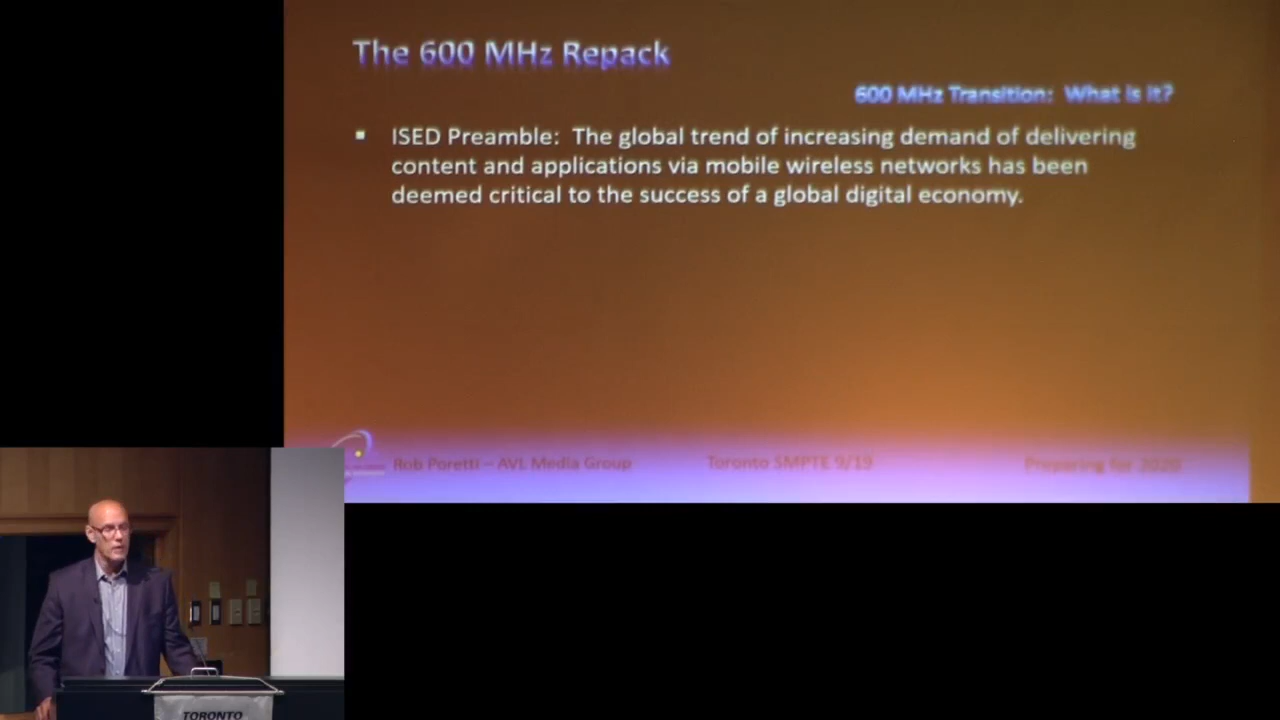 The 600 MHz Repack
600 MHz Transition: What is it?
▪ ISED Preamble: The global trend of increasing demand of delivering
content and applications via mobile wireless networks has been
deemed critical to the success of a global digital economy.
Rob Poretti – AVL Media Group
Toronto SMPTE 9/19
Preparing for 2020
TORONTO